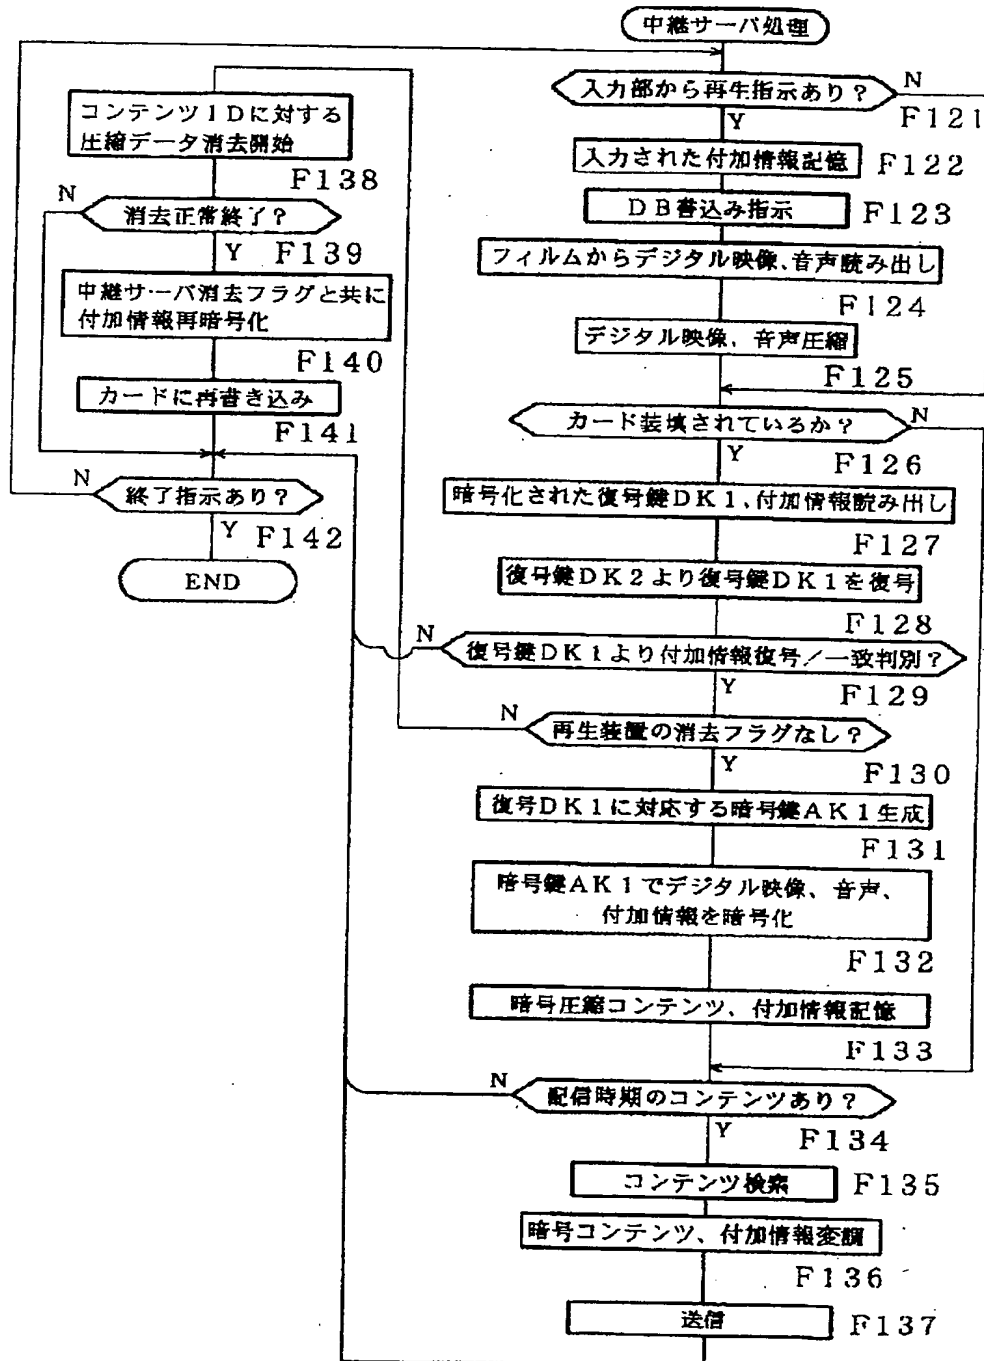 中継サーバ処理
入力部から再生指示あり?
N
Y
F121
入力された付加情報記憶
F122
DB書込み指示
F123
フィルムからデジタル映像、音声読み出し
F124
デジタル映像、音声圧縮
F125
カード装填されているか?
N
Y
F126
暗号化された復号鍵DK1、付加情報読み出し
F127
復号鍵DK2より復号鍵DK1を復号
F128
N
復号鍵DK1より付加情報復号/一致判別?
Y
F129
N
再生装置の消去フラグなし?
Y
F130
復号DK1に対応する暗号鍵AK1生成
F131
暗号鍵AK1でデジタル映像、音声、
付加情報を暗号化
F132
暗号圧縮コンテンツ、付加情報記憶
F133
N
配信時期のコンテンツあり?
Y
F134
コンテンツ検索
F135
暗号コンテンツ、付加情報変調
F136
送信
F137
コンテンツIDに対する
圧縮データ消去開始
F138
N
消去正常終了?
Y
F139
中継サーバ消去フラグと共に
付加情報再暗号化
F140
カードに再書き込み
F141
N
終了指示あり?
Y
F142
END